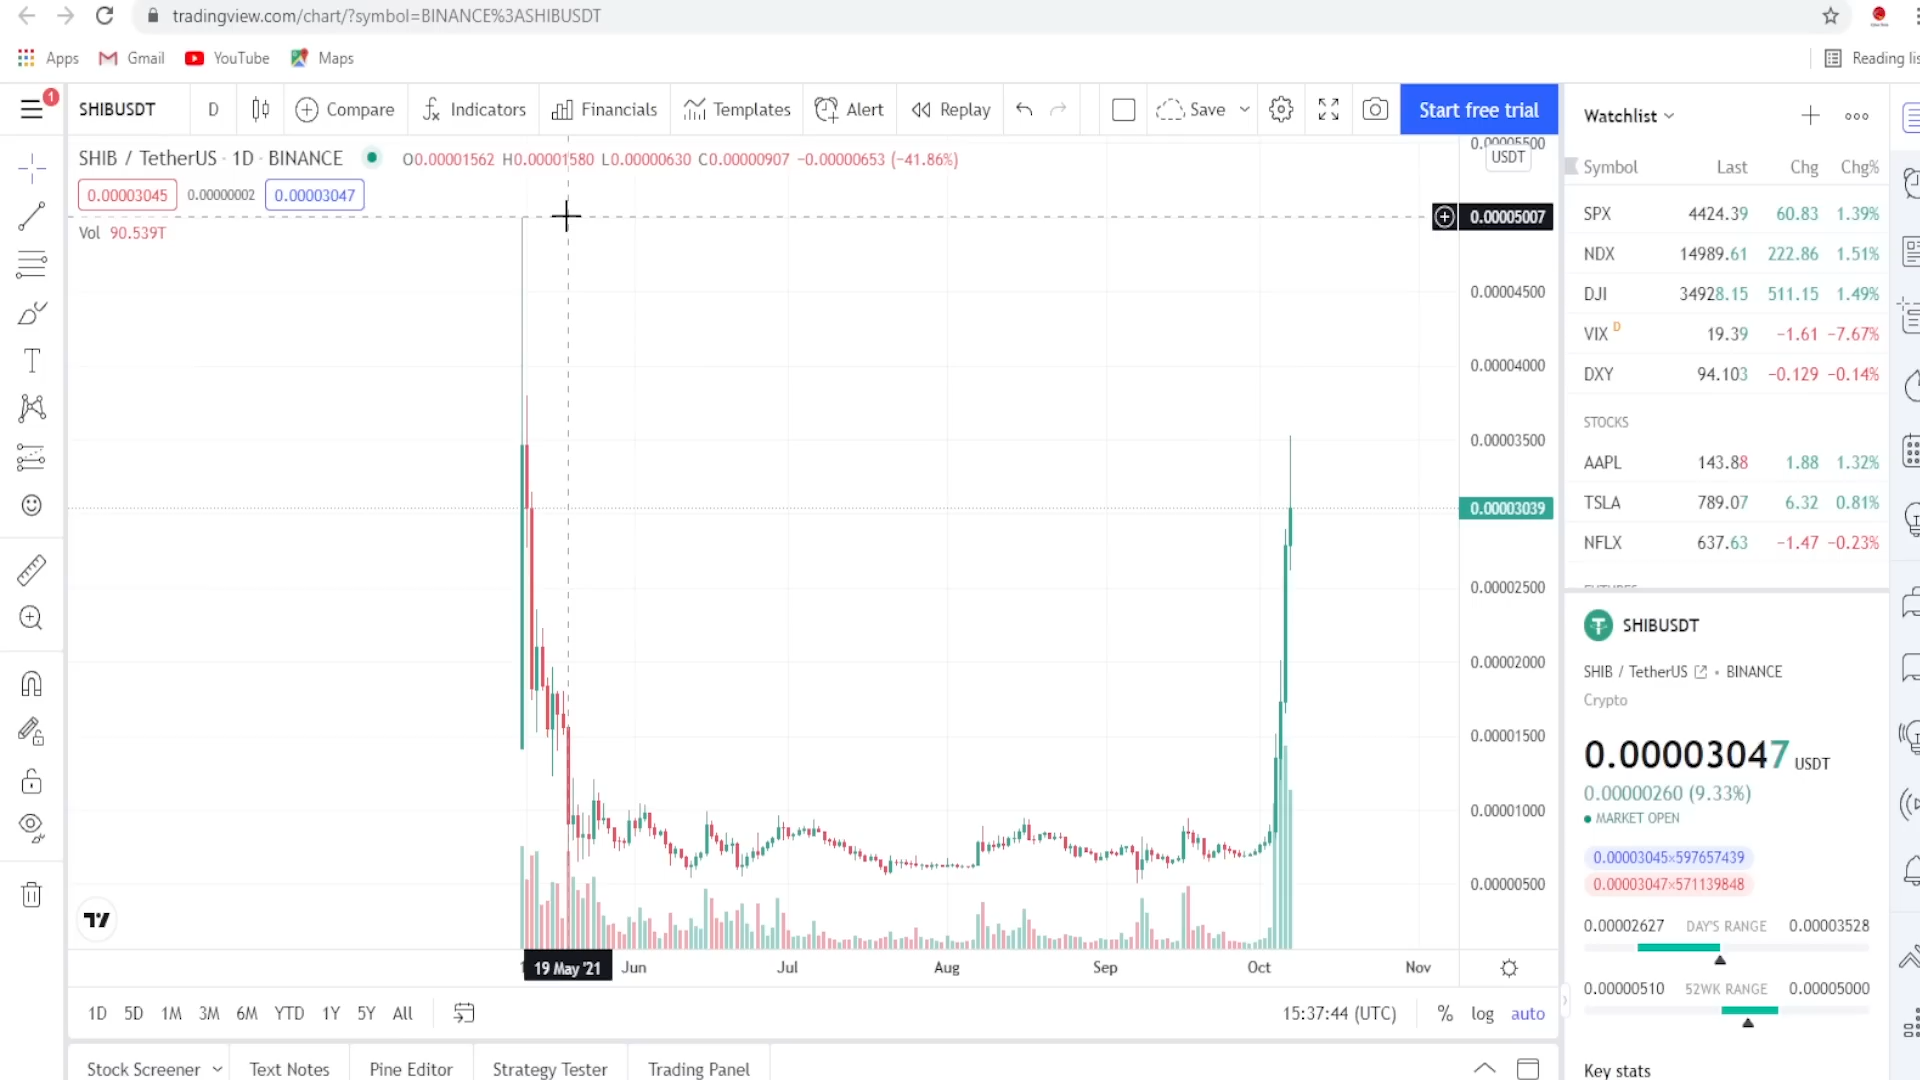 tradingview.com/chart/?symbol=BINANCE%3ASHIBUSDT
Apps Gmail YouTube Maps
1
SHIBUSDT D Compare Indicators Financials Templates Alert Replay Save Start free trial
SHIB / TetherUS · 1D · BINANCE O0.00001562 H0.00001580 L0.00000630 C0.00000907 −0.00000653 (−41.86%)
0.00003045 0.00000002 0.00003047
Vol 90.539T
0.00005500
USDT
0.00005007
0.00004500
0.00004000
0.00003500
0.00003039
0.00002500
0.00002000
0.00001500
0.00001000
0.00000500
19 May '21 Jun Jul Aug Sep Oct Nov
1D 5D 1M 3M 6M YTD 1Y 5Y All
15:37:44 (UTC) % log auto
Stock Screener Text Notes Pine Editor Strategy Tester Trading Panel
Watchlist
Symbol Last Chg Chg%
SPX 4424.39 60.83 1.39%
NDX 14989.61 222.86 1.51%
DJI 34928.15 511.15 1.49%
VIX D 19.39 −1.61 −7.67%
DXY 94.103 −0.129 −0.14%
STOCKS
AAPL 143.88 1.88 1.32%
TSLA 789.07 6.32 0.81%
NFLX 637.63 −1.47 −0.23%
SHIBUSDT
SHIB / TetherUS • BINANCE
Crypto
0.00003047 USDT
0.00000260 (9.33%)
MARKET OPEN
0.00003045×597657439
0.00003047×571139848
0.00002627 DAY'S RANGE 0.00003528
0.00000510 52WK RANGE 0.00005000
Key stats